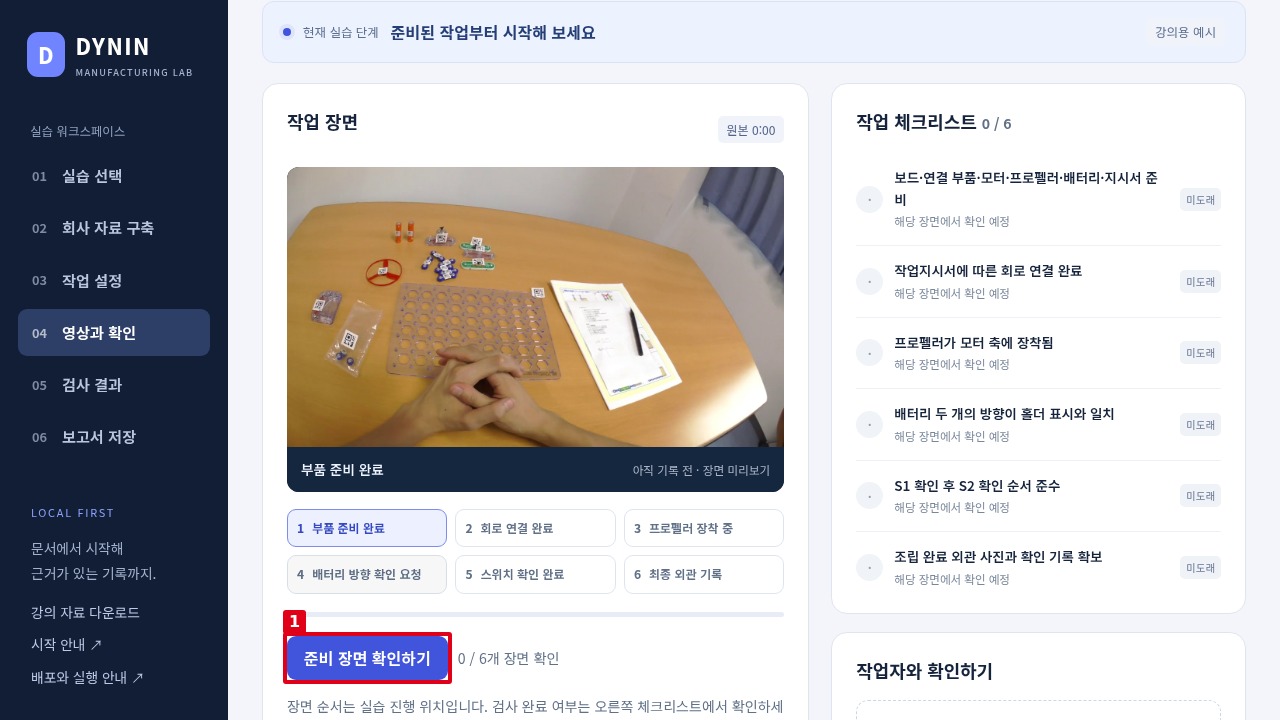 D
DYNIN
MANUFACTURING LAB
실습 워크스페이스
01 실습 선택
02 회사 자료 구축
03 작업 설정
04 영상과 확인
05 검사 결과
06 보고서 저장
LOCAL FIRST
문서에서 시작해
근거가 있는 기록까지.
강의 자료 다운로드
시작 안내 ↗
배포와 실행 안내 ↗
현재 실습 단계 준비된 작업부터 시작해 보세요
강의용 예시
작업 장면
원본 0:00
부품 준비 완료
아직 기록 전 · 장면 미리보기
1 부품 준비 완료
2 회로 연결 완료
3 프로펠러 장착 중
4 배터리 방향 확인 요청
5 스위치 확인 완료
6 최종 외관 기록
1
준비 장면 확인하기
0 / 6개 장면 확인
장면 순서는 실습 진행 위치입니다. 검사 완료 여부는 오른쪽 체크리스트에서 확인하세
작업 체크리스트 0 / 6
보드·연결 부품·모터·프로펠러·배터리·지시서 준
비
해당 장면에서 확인 예정
미도래
작업지시서에 따른 회로 연결 완료
해당 장면에서 확인 예정
미도래
프로펠러가 모터 축에 장착됨
해당 장면에서 확인 예정
미도래
배터리 두 개의 방향이 홀더 표시와 일치
해당 장면에서 확인 예정
미도래
S1 확인 후 S2 확인 순서 준수
해당 장면에서 확인 예정
미도래
조립 완료 외관 사진과 확인 기록 확보
해당 장면에서 확인 예정
미도래
작업자와 확인하기